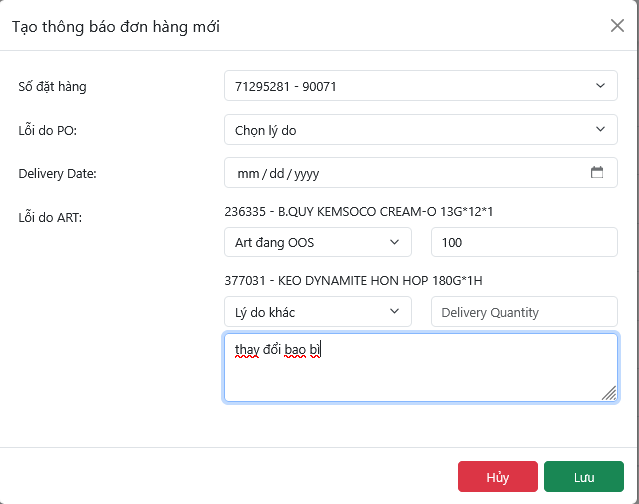 Tạo thông báo đơn hàng mới
Số đặt hàng
71295281 - 90071
Lỗi do PO:
Chọn lý do
Delivery Date:
mm/dd/yyyy
Lỗi do ART:
236335 - B.QUY KEMSOCO CREAM-O 13G*12*1
Art đang OOS
100
377031 - KEO DYNAMITE HON HOP 180G*1H
Lý do khác
Delivery Quantity
thay đổi bao bì
Hủy
Lưu